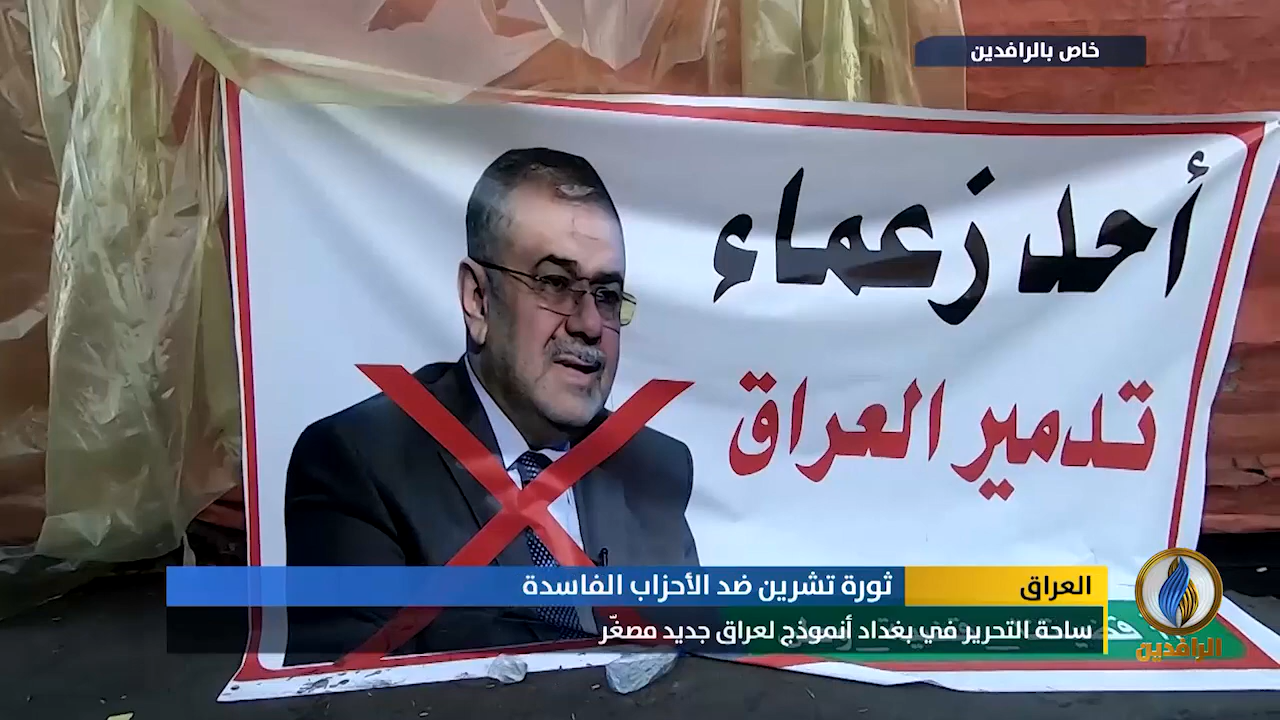 خاص بالرافدين
أحد زعماء
تدمير العراق
العراق
ثورة تشرين ضد الأحزاب الفاسدة
ساحة التحرير في بغداد أنموذج لعراق جديد مصغّر
الرافدين